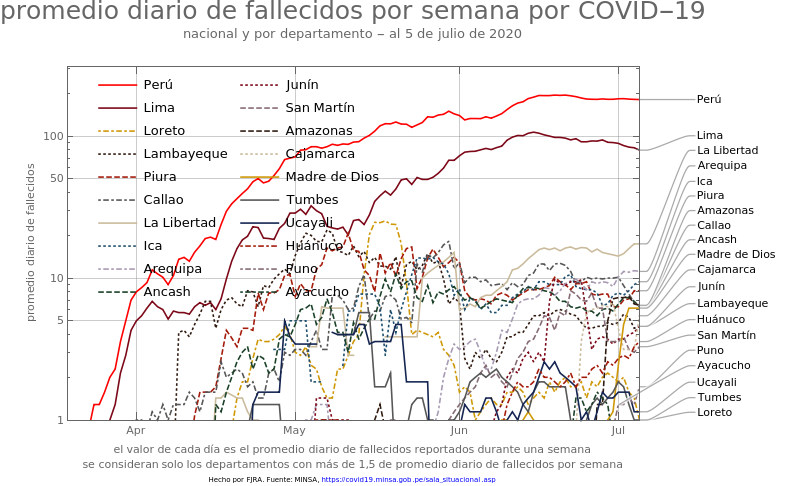 promedio diario de fallecidos por semana por COVID−19
nacional y por departamento − al 5 de julio de 2020
Perú
Lima
Loreto
Lambayeque
Piura
Callao
La Libertad
Ica
Arequipa
Ancash
Junín
San Martín
Amazonas
Cajamarca
Madre de Dios
Tumbes
Ucayali
Huánuco
Puno
Ayacucho
promedio diario de fallecidos
100
50
10
5
1
Apr
May
Jun
Jul
Perú
Lima
La Libertad
Arequipa
Ica
Piura
Amazonas
Callao
Ancash
Madre de Dios
Cajamarca
Junín
Lambayeque
Huánuco
San Martín
Puno
Ayacucho
Ucayali
Tumbes
Loreto
el valor de cada día es el promedio diario de fallecidos reportados durante una semana
se consideran solo los departamentos con más de 1,5 de promedio diario de fallecidos por semana
Hecho por FJRA. Fuente: MINSA, https://covid19.minsa.gob.pe/sala_situacional.asp